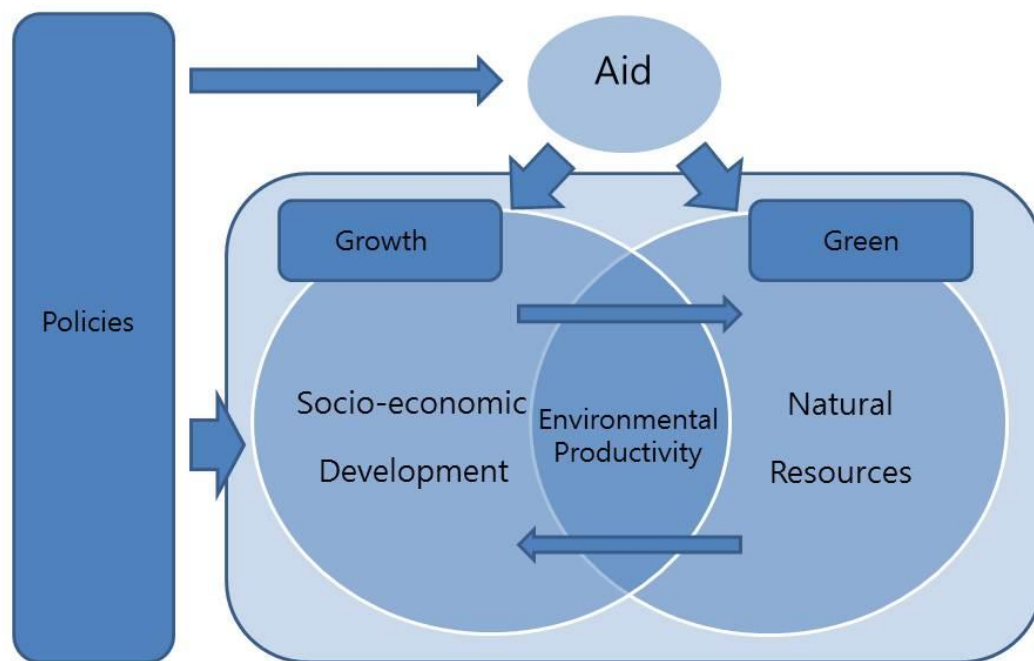 Aid
Growth
Green
Policies
Socio-economic
Development
Environmental
Productivity
Natural
Resources